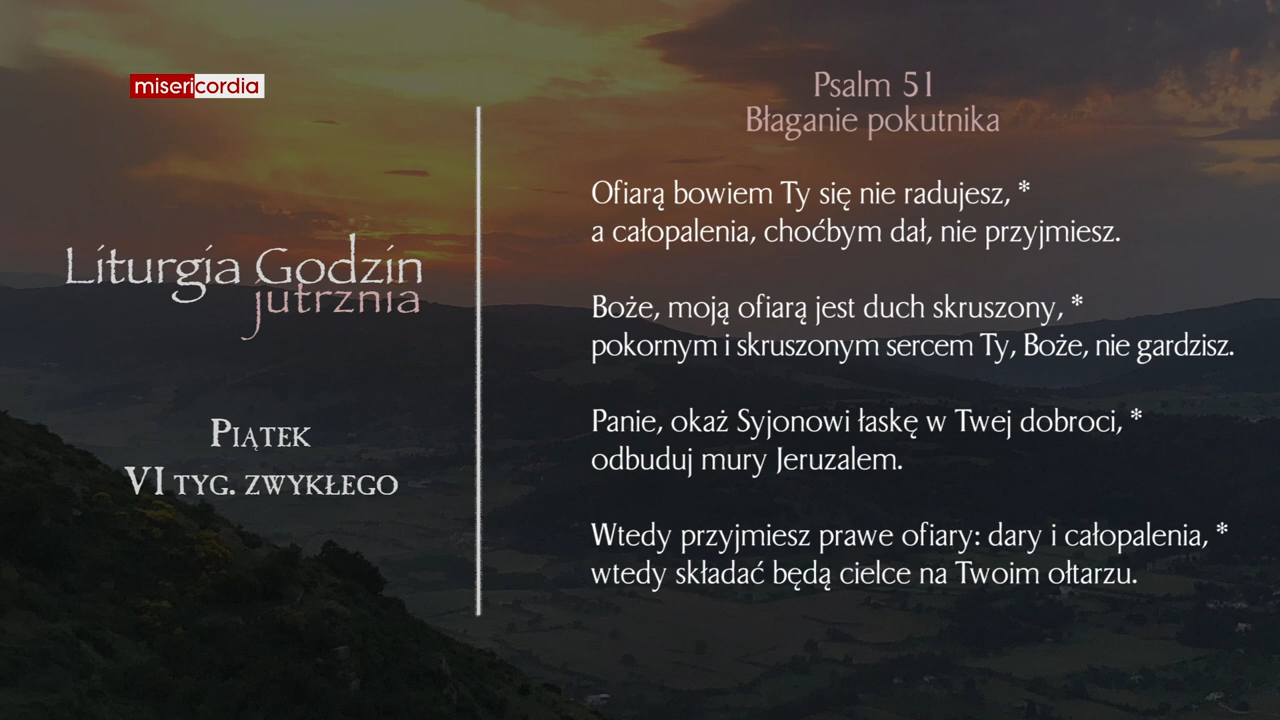 misericordia
Liturgia Godzin
jutrznia
Piątek
VI tyg. zwykłego
Psalm 51
Błaganie pokutnika
Ofiarą bowiem Ty się nie radujesz, *
a całopalenia, choćbym dał, nie przyjmiesz.
Boże, moją ofiarą jest duch skruszony, *
pokornym i skruszonym sercem Ty, Boże, nie gardzisz.
Panie, okaż Syjonowi łaskę w Twej dobroci, *
odbuduj mury Jeruzalem.
Wtedy przyjmiesz prawe ofiary: dary i całopalenia, *
wtedy składać będą cielce na Twoim ołtarzu.